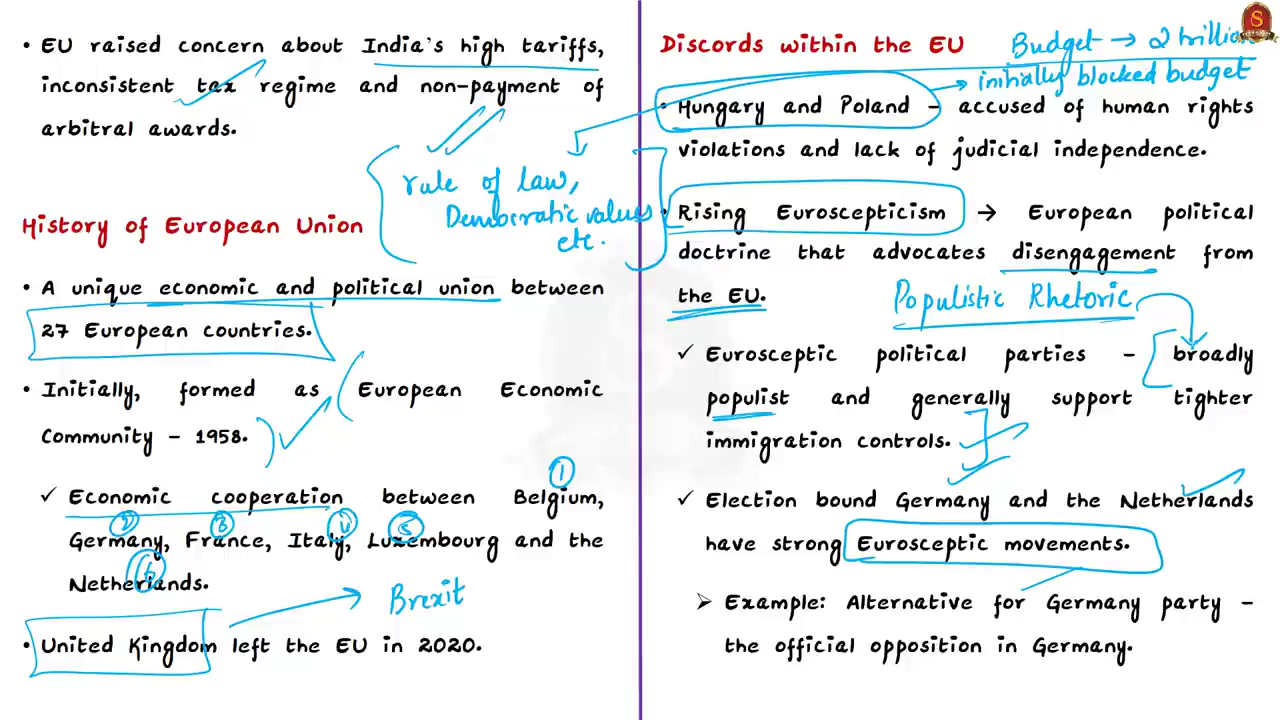 • EU raised concern about India's high tariffs,
inconsistent tax regime and non-payment of
arbitral awards.
rule of law,
Democratic values
etc.
History of European Union
• A unique economic and political union between
27 European countries.
• Initially, formed as European Economic
Community - 1958.
✓ Economic cooperation between Belgium,
Germany, France, Italy, Luxembourg and the
Netherlands.
1
2
3
4
5
6
Brexit
• United Kingdom left the EU in 2020.
Discords within the EU
Budget → 2 trillion
initially blocked budget
• Hungary and Poland - accused of human rights
violations and lack of judicial independence.
• Rising Euroscepticism → European political
doctrine that advocates disengagement from
the EU.
Populistic Rhetoric
✓ Eurosceptic political parties - broadly
populist and generally support tighter
immigration controls.
✓ Election bound Germany and the Netherlands
have strong Eurosceptic movements.
➢ Example: Alternative for Germany party -
the official opposition in Germany.